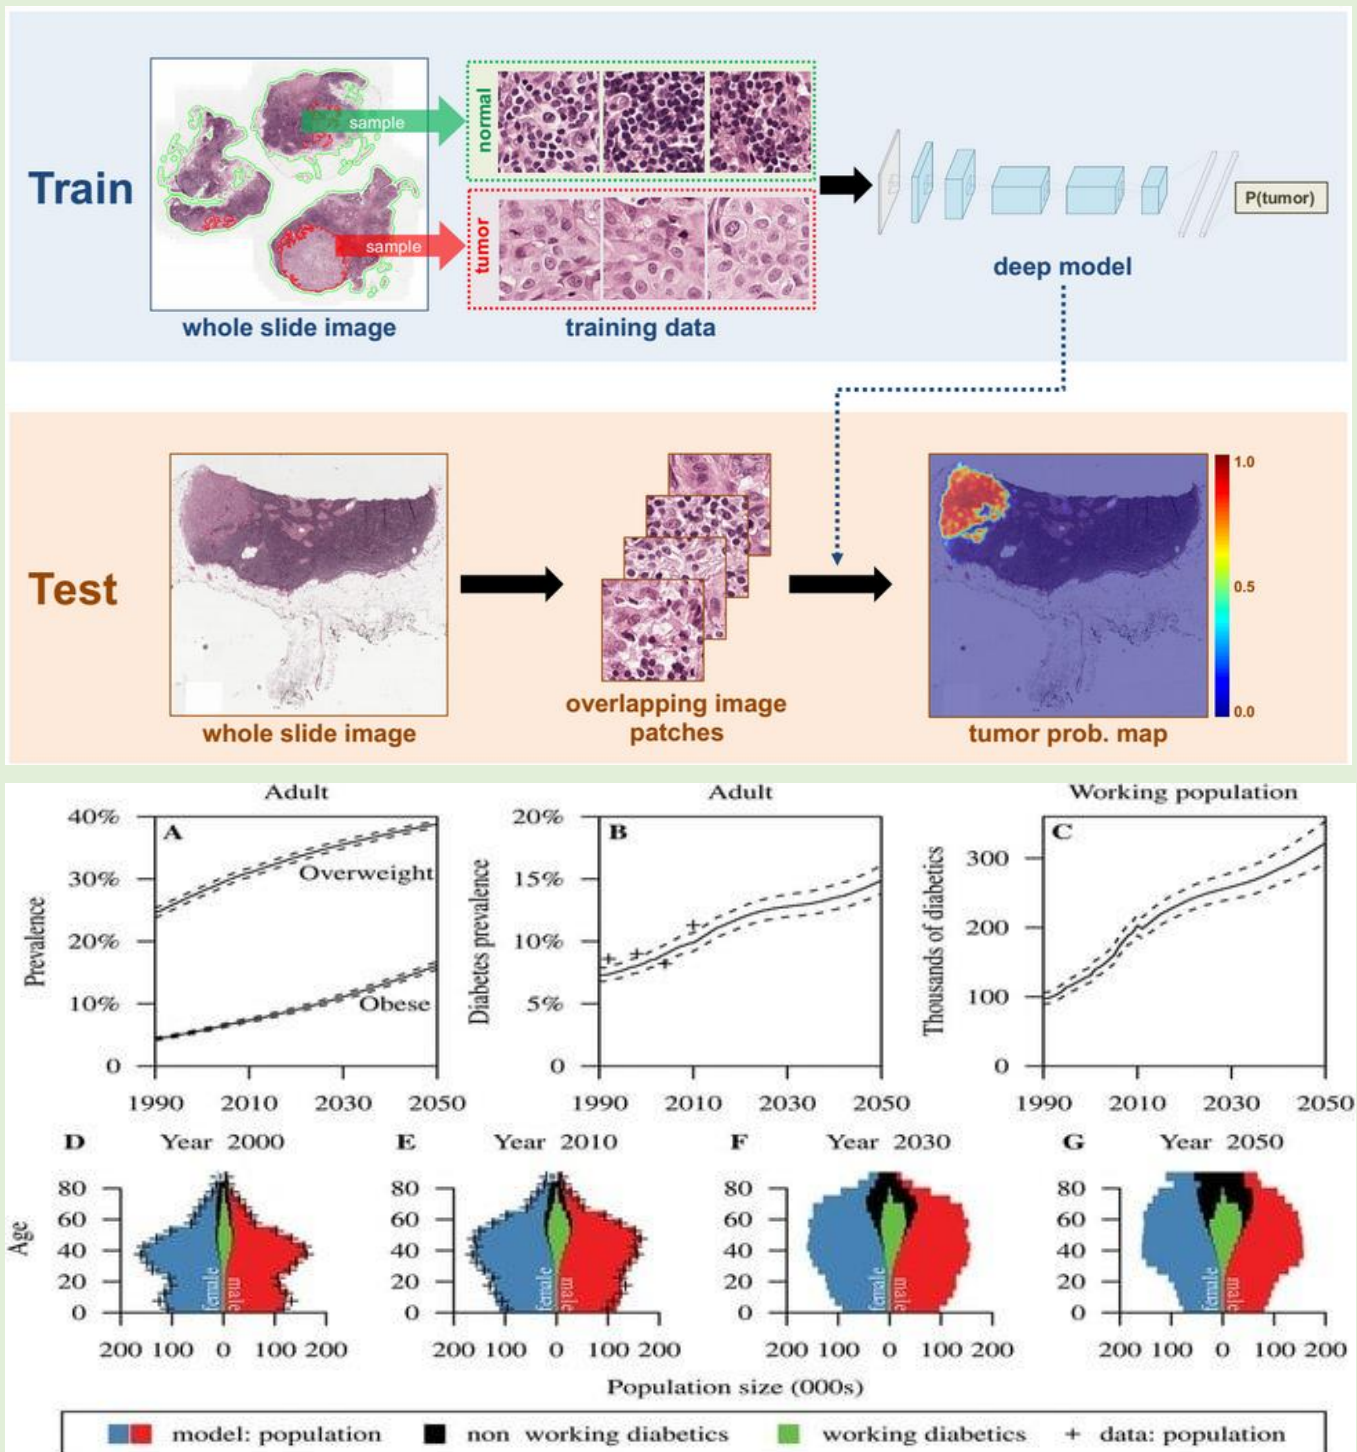 Train
sample
sample
normal
tumor
P(tumor)
deep model
whole slide image
training data
Test
1.0
0.5
0.0
whole slide image
overlapping image
patches
tumor prob. map
Adult
Adult
Working population
A
40%
30%
20%
10%
0
Prevalence
Overweight
Obese
1990 2010 2030 2050
B
20%
15%
10%
5%
0
Diabetes prevalence
1990 2010 2030 2050
C
300
200
100
0
Thousands of diabetics
1990 2010 2030 2050
D Year 2000
E Year 2010
F Year 2030
G Year 2050
Age
80
60
40
20
0
female
male
200 100 0 100 200
80
60
40
20
0
female
male
200 100 0 100 200
80
60
40
20
0
female
male
200 100 0 100 200
80
60
40
20
0
female
male
200 100 0 100 200
Population size (000s)
model: population non working diabetics working diabetics + data: population